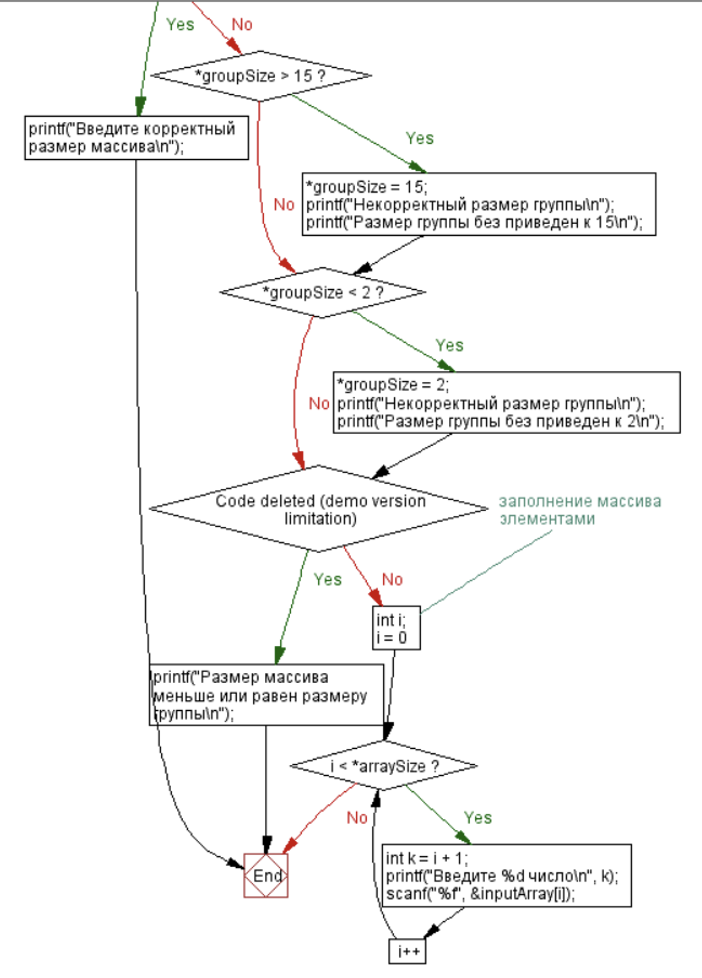 Yes
No
*groupSize > 15 ?
printf("Введите корректный
размер массива\n");
Yes
*groupSize = 15;
printf("Некорректный размер группы\n");
printf("Размер группы без приведен к 15\n");
No
*groupSize < 2 ?
Yes
*groupSize = 2;
printf("Некорректный размер группы\n");
printf("Размер группы без приведен к 2\n");
No
Code deleted (demo version
limitation)
заполнение массива
элементами
Yes
No
int i;
i = 0
printf("Размер массива
меньше или равен размеру
группы\n");
i < *arraySize ?
No
Yes
int k = i + 1;
printf("Введите %d число\n", k);
scanf("%f", &inputArray[i]);
End
i++